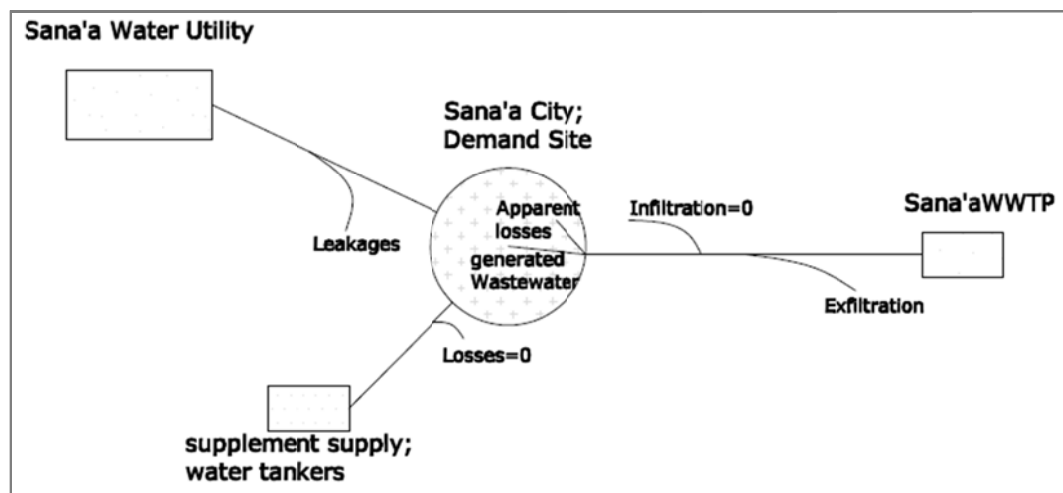 Sana'a Water Utility
Sana'a City;
Demand Site
Apparent
losses
generated
Wastewater
Infiltration=0
Sana'aWWTP
Leakages
Exfiltration
Losses=0
supplement supply;
water tankers